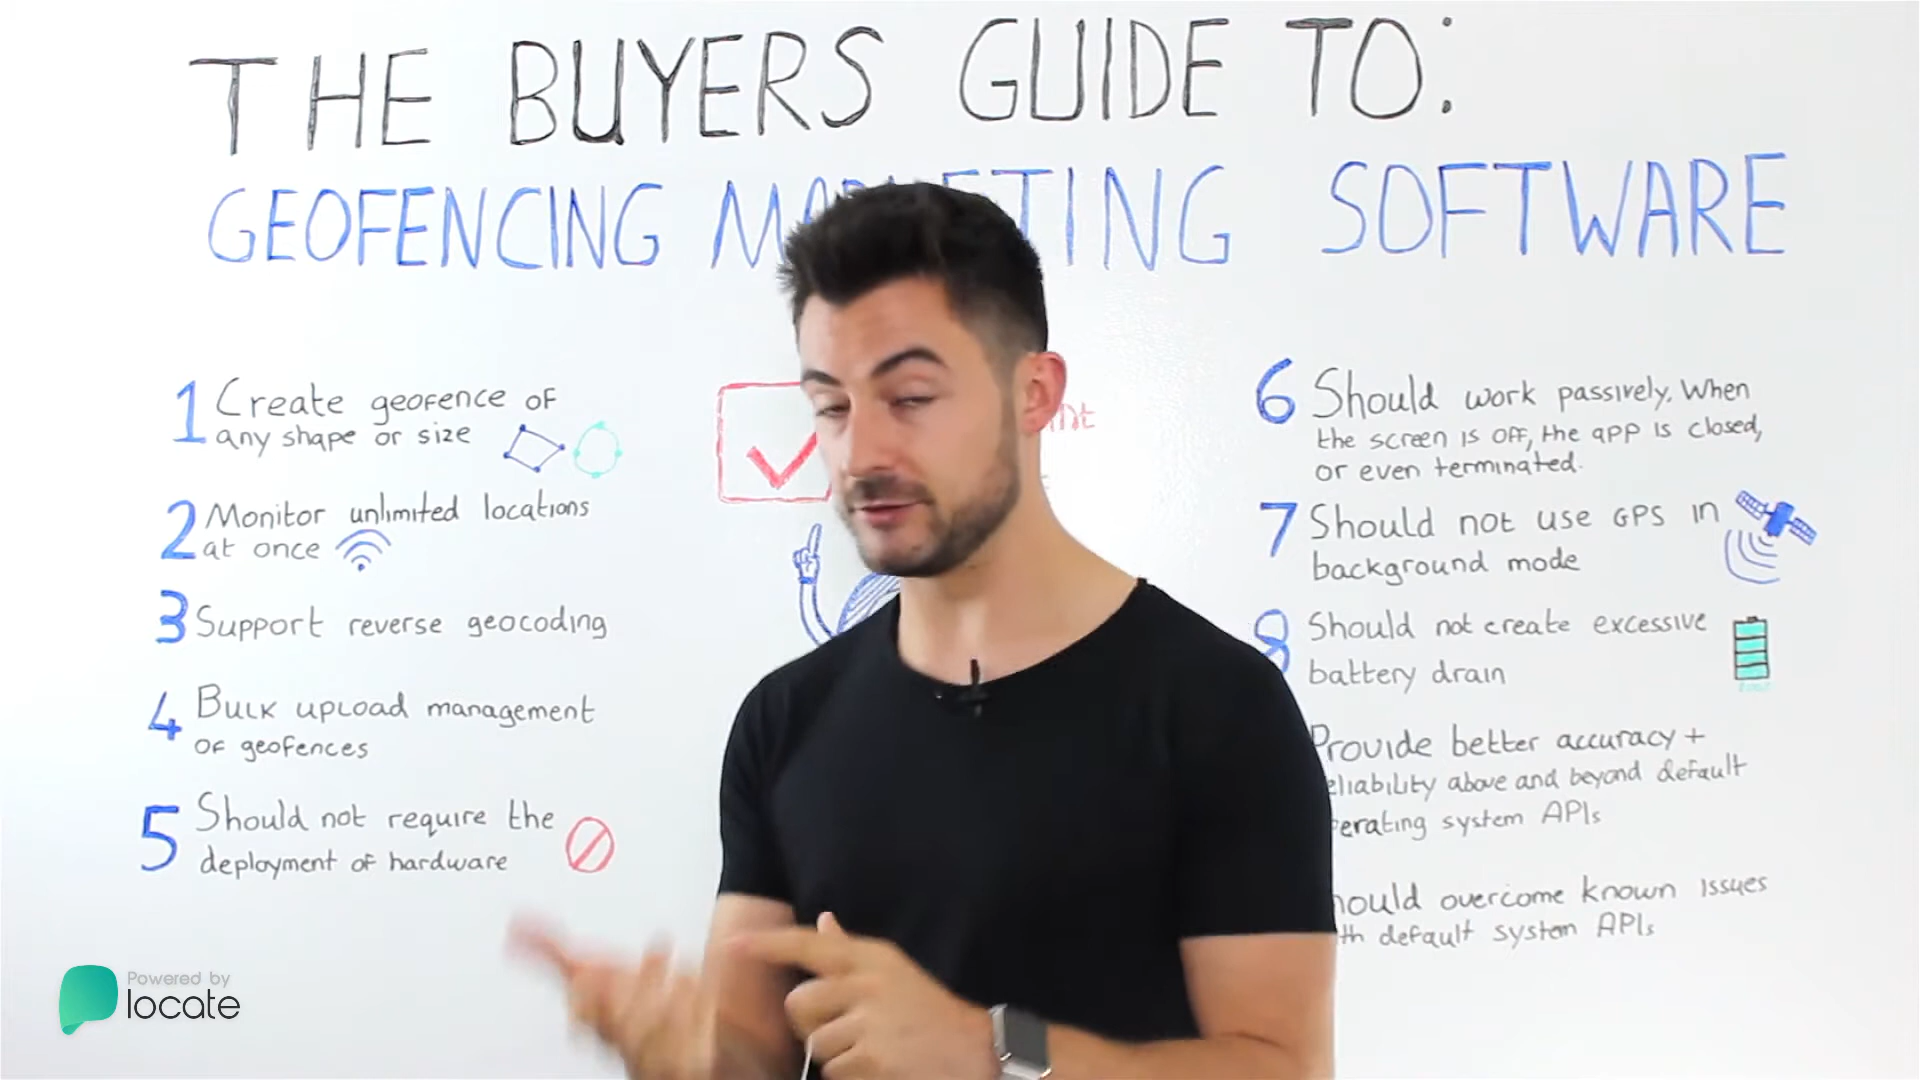 THE BUYERS GUIDE TO:
GEOFENCING SOFTWARE
1 Create geofence of
any shape or size
2 Monitor unlimited locations
at once
3 Support reverse geocoding
4 Bulk upload management
of geofences
5 Should not require the
deployment of hardware
6 Should work passively. When
the screen is off, the app is closed,
or even terminated.
7 Should not use GPS in
background mode
8 Should not create excessive
battery drain
Provide better accuracy +
above and beyond default
system APIs
overcome known issues
default system APIs
Powered by
locate